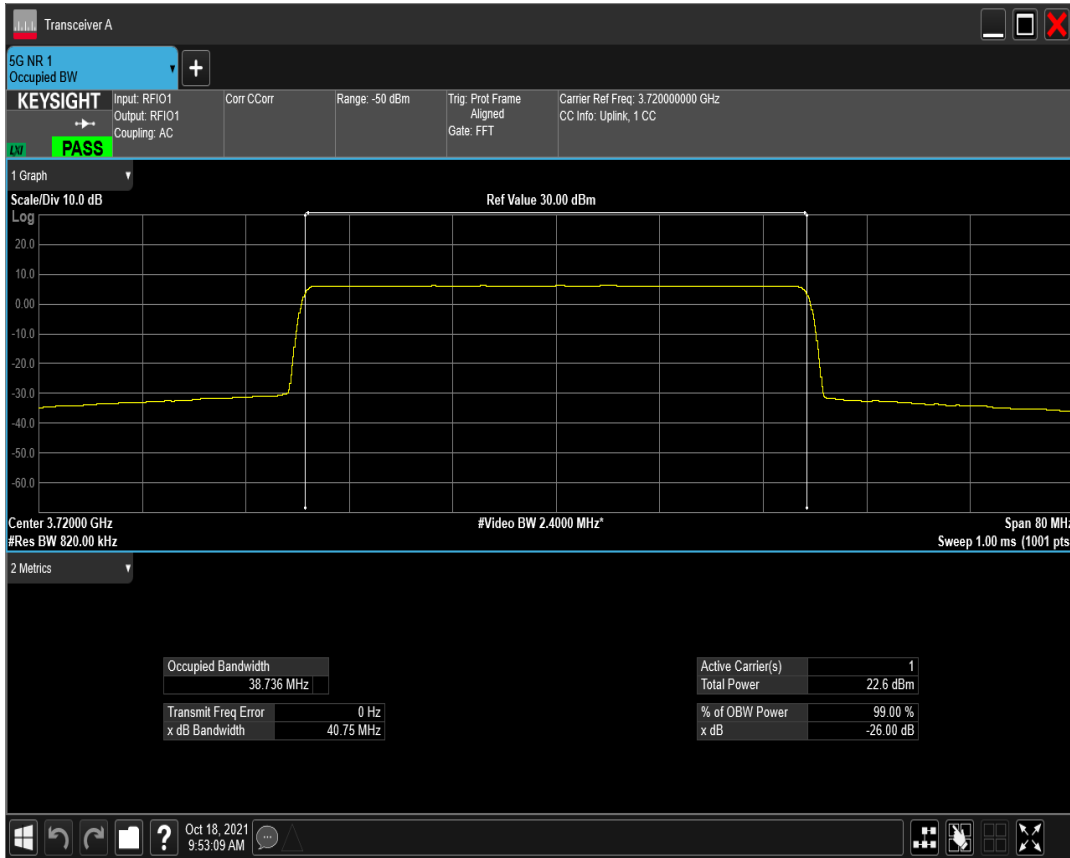 Transceiver A
5G NR 1
Occupied BW
KEYSIGHT
LXI
PASS
Input: RFIO1
Output: RFIO1
Coupling: AC
Corr CCorr
Range: -50 dBm
Trig: Prot Frame
Aligned
Gate: FFT
Carrier Ref Freq: 3.720000000 GHz
CC Info: Uplink, 1 CC
1 Graph
Scale/Div 10.0 dB
Ref Value 30.00 dBm
Log
20.0
10.0
0.00
-10.0
-20.0
-30.0
-40.0
-50.0
-60.0
Center 3.72000 GHz
#Video BW 2.4000 MHz*
Span 80 MHz
#Res BW 820.00 kHz
Sweep 1.00 ms (1001 pts
2 Metrics
Occupied Bandwidth
38.736 MHz
Transmit Freq Error 0 Hz
x dB Bandwidth 40.75 MHz
Active Carrier(s) 1
Total Power 22.6 dBm
% of OBW Power 99.00 %
x dB -26.00 dB
?
Oct 18, 2021
9:53:09 AM